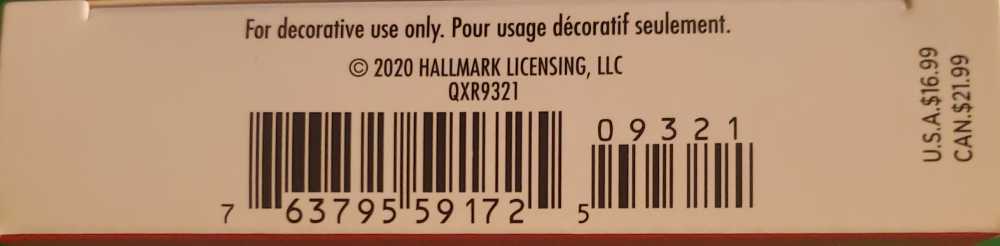 For decorative use only. Pour usage décoratif seulement.
© 2020 HALLMARK LICENSING, LLC
QXR9321
09321
7 63795 59172 5
U.S.A.$16.99
CAN.$21.99